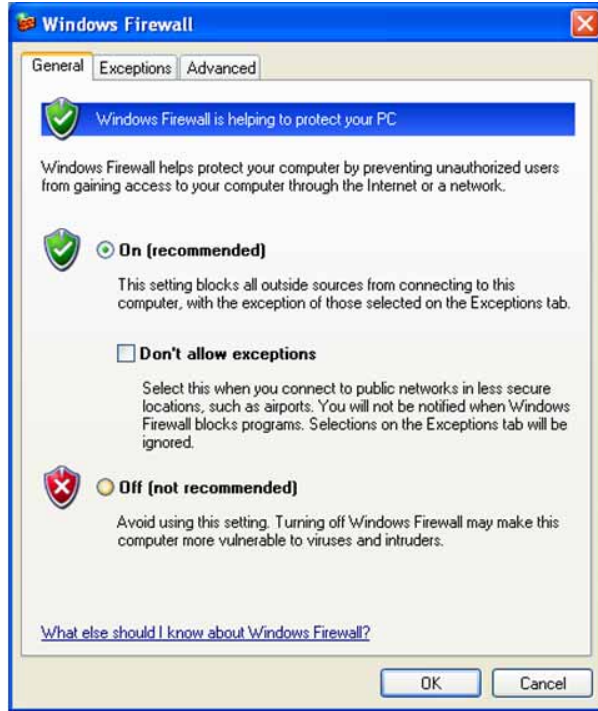 Windows Firewall
General Exceptions Advanced
Windows Firewall is helping to protect your PC
Windows Firewall helps protect your computer by preventing unauthorized users
from gaining access to your computer through the Internet or a network.
On (recommended)
This setting blocks all outside sources from connecting to this
computer, with the exception of those selected on the Exceptions tab.
Don't allow exceptions
Select this when you connect to public networks in less secure
locations, such as airports. You will not be notified when Windows
Firewall blocks programs. Selections on the Exceptions tab will be
ignored.
Off (not recommended)
Avoid using this setting. Turning off Windows Firewall may make this
computer more vulnerable to viruses and intruders.
What else should I know about Windows Firewall?
OK Cancel